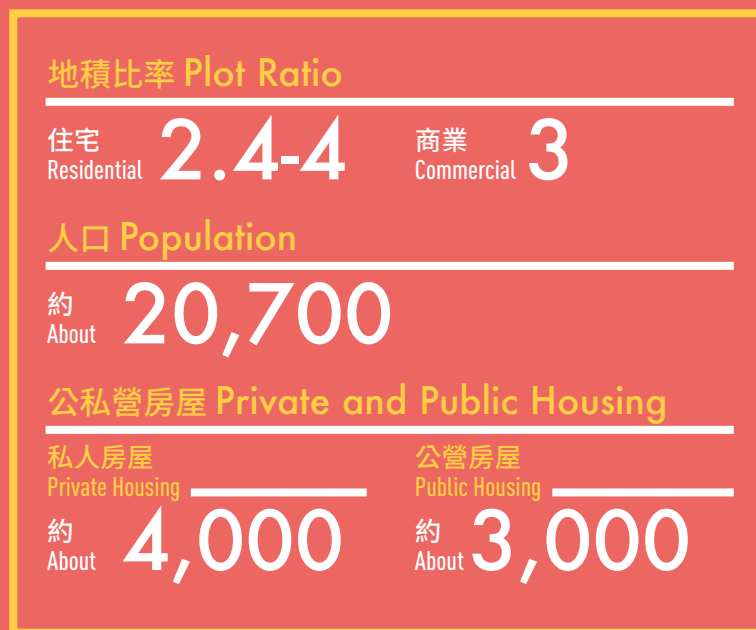 地積比率 Plot Ratio
住宅 Residential 2.4-4
商業 Commercial 3
人口 Population
約 About 20,700
公私營房屋 Private and Public Housing
私人房屋 Private Housing
約 About 4,000
公營房屋 Public Housing
約 About 3,000